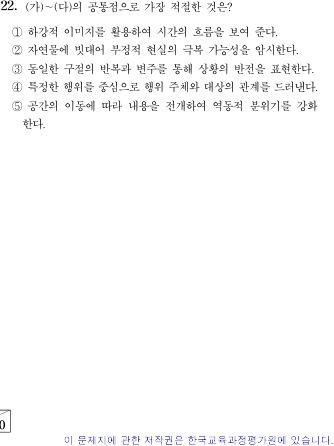 22. (가)~(다)의 공통점으로 가장 적절한 것은?
① 하강적 이미지를 활용하여 시간의 흐름을 보여 준다.
② 자연물에 빗대어 부정적 현실의 극복 가능성을 암시한다.
③ 동일한 구절의 반복과 변주를 통해 상황의 반전을 표현한다.
④ 특정한 행위를 중심으로 행위 주체와 대상의 관계를 드러낸다.
⑤ 공간의 이동에 따라 내용을 전개하여 역동적 분위기를 강화
한다.
0
이 문제지에 관한 저작권은 한국교육과정평가원에 있습니다.